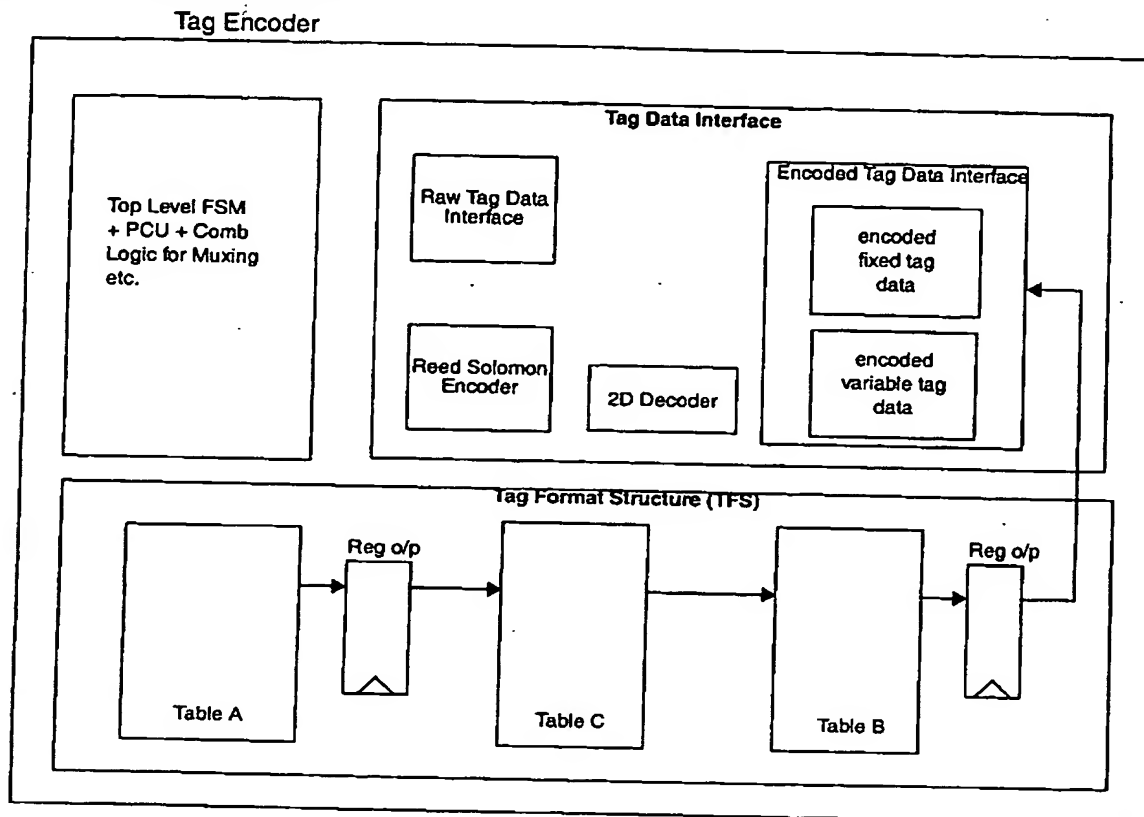 Tag Encoder
Top Level FSM
+ PCU + Comb
Logic for Muxing
etc.
Tag Data Interface
Raw Tag Data
Interface
Reed Solomon
Encoder
2D Decoder
Encoded Tag Data Interface
encoded
fixed tag
data
encoded
variable tag
data
Tag Format Structure (TFS)
Table A
Reg o/p
Table C
Table B
Reg o/p